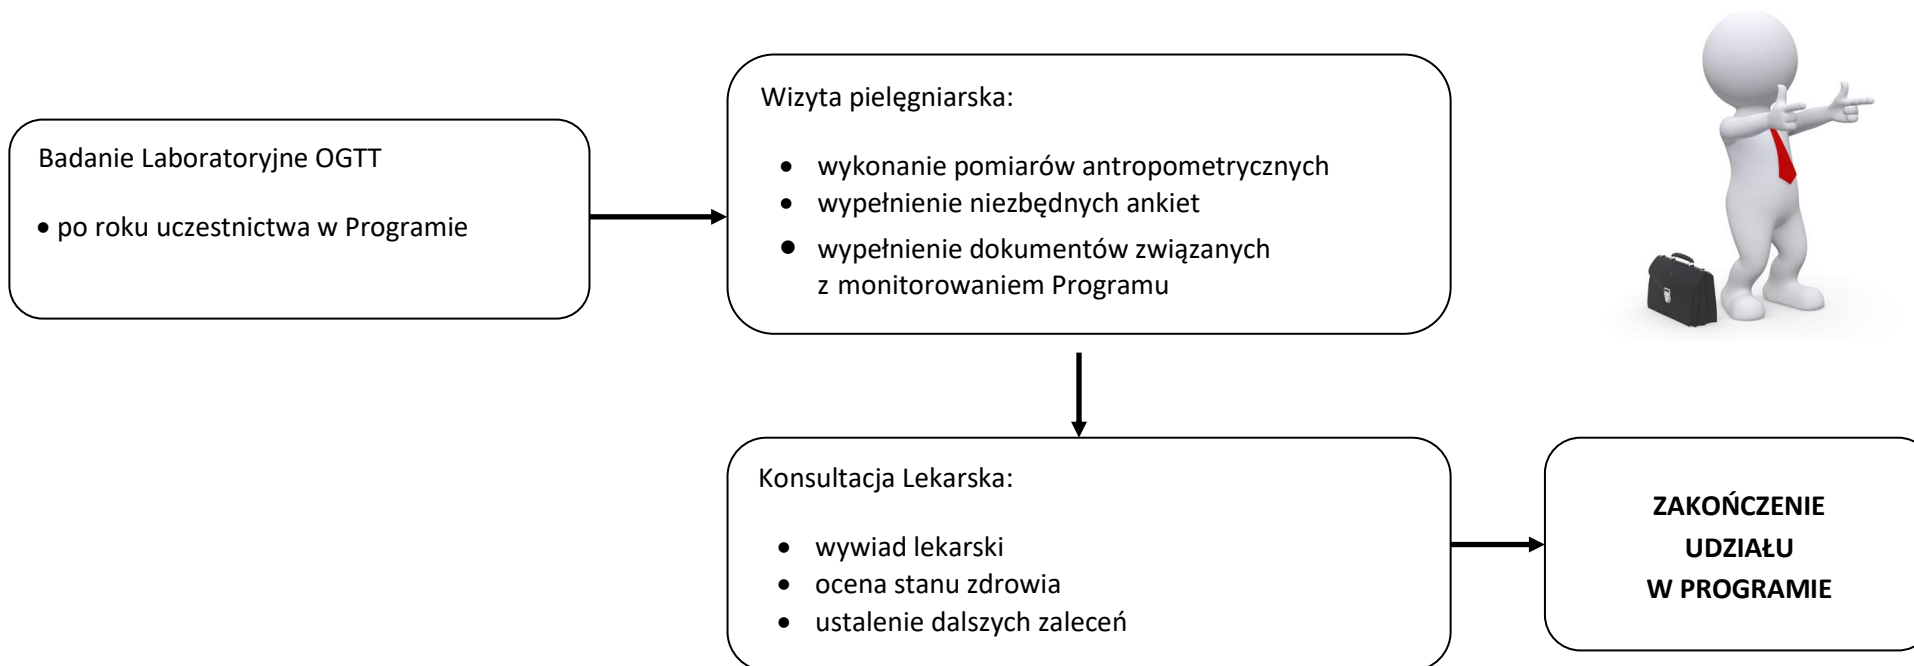 Badanie Laboratoryjne OGTT
• po roku uczestnictwa w Programie
Wizyta pielęgniarska:
• wykonanie pomiarów antropometrycznych
• wypełnienie niezbędnych ankiet
• wypełnienie dokumentów związanych
z monitorowaniem Programu
Konsultacja Lekarska:
• wywiad lekarski
• ocena stanu zdrowia
• ustalenie dalszych zaleceń
ZAKOŃCZENIE
UDZIAŁU
W PROGRAMIE